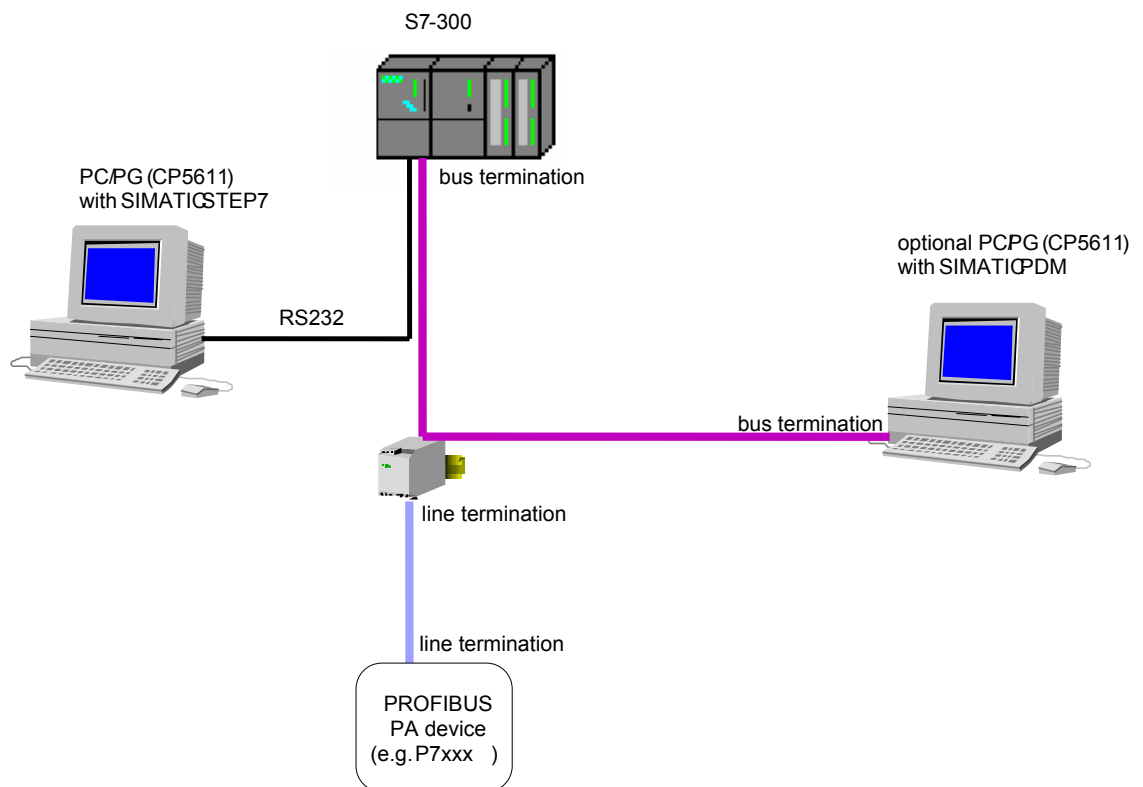 S7-300
bus termination
PC/PG (CP5611)
with SIMATICSTEP7
optional PC/PG (CP5611)
with SIMATICPDM
RS232
bus termination
line termination
line termination
PROFIBUS
PA device
(e.g. P7xxx )